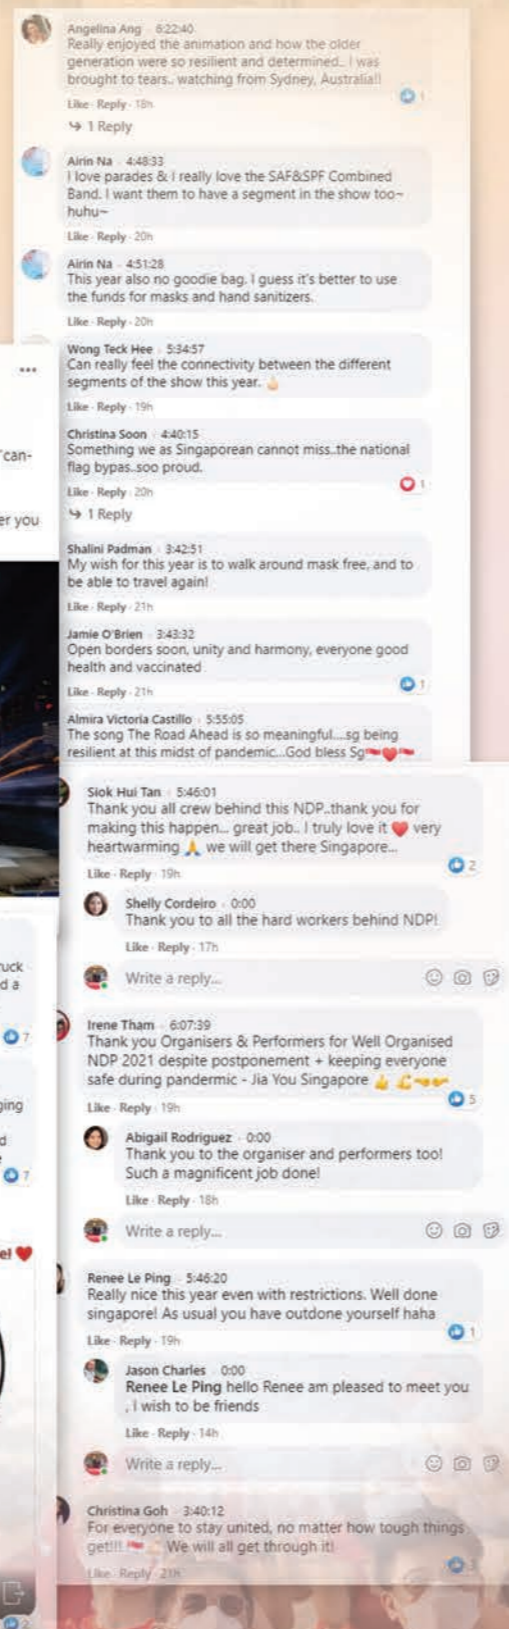 Angelina Ang · 6:22:40
Really enjoyed the animation and how the older
generation were so resilient and determined.. I was
brought to tears.. watching from Sydney, Australia!!
1
Like · Reply · 18h
1 Reply
Airin Na · 4:48:33
I love parades & I really love the SAF&SPF Combined
Band. I want them to have a segment in the show too~
huhu~
Like · Reply · 20h
Airin Na · 4:51:28
This year also no goodie bag. I guess it's better to use
the funds for masks and hand sanitizers.
Like · Reply · 20h
Wong Teck Hee · 5:34:57
Can really feel the connectivity between the different
segments of the show this year.
Like · Reply · 19h
Christina Soon · 4:40:15
Something we as Singaporean cannot miss..the national
flag bypas..soo proud.
1
Like · Reply · 20h
1 Reply
Shalini Padman · 3:42:51
My wish for this year is to walk around mask free, and to
be able to travel again!
Like · Reply · 21h
Jamie O'Brien · 3:43:32
Open borders soon, unity and harmony, everyone good
health and vaccinated
1
Like · Reply · 21h
Almira Victoria Castillo · 5:55:05
The song The Road Ahead is so meaningful....sg being
resilient at this midst of pandemic...God bless Sg
Siok Hui Tan · 5:46:01
Thank you all crew behind this NDP..thank you for
making this happen... great job.. I truly love it ❤ very
heartwarming 🙏 we will get there Singapore...
2
Like · Reply · 19h
Shelly Cordeiro · 0:00
Thank you to all the hard workers behind NDP!
Like · Reply · 17h
Write a reply...
Irene Tham · 6:07:39
Thank you Organisers & Performers for Well Organised
NDP 2021 despite postponement + keeping everyone
safe during pandermic - Jia You Singapore
5
Like · Reply · 19h
Abigail Rodriguez · 0:00
Thank you to the organiser and performers too!
Such a magnificent job done!
Like · Reply · 18h
Write a reply...
Renee Le Ping · 5:46:20
Really nice this year even with restrictions. Well done
singapore! As usual you have outdone yourself haha
1
Like · Reply · 19h
Jason Charles · 0:00
Renee Le Ping hello Renee am pleased to meet you
, I wish to be friends
Like · Reply · 14h
Write a reply...
Christina Goh · 3:40:12
For everyone to stay united, no matter how tough things
get!!! We will all get through it!
Like · Reply · 21h
"can-
er you
ruck
d a
7
ging
d
7
e! ❤
2